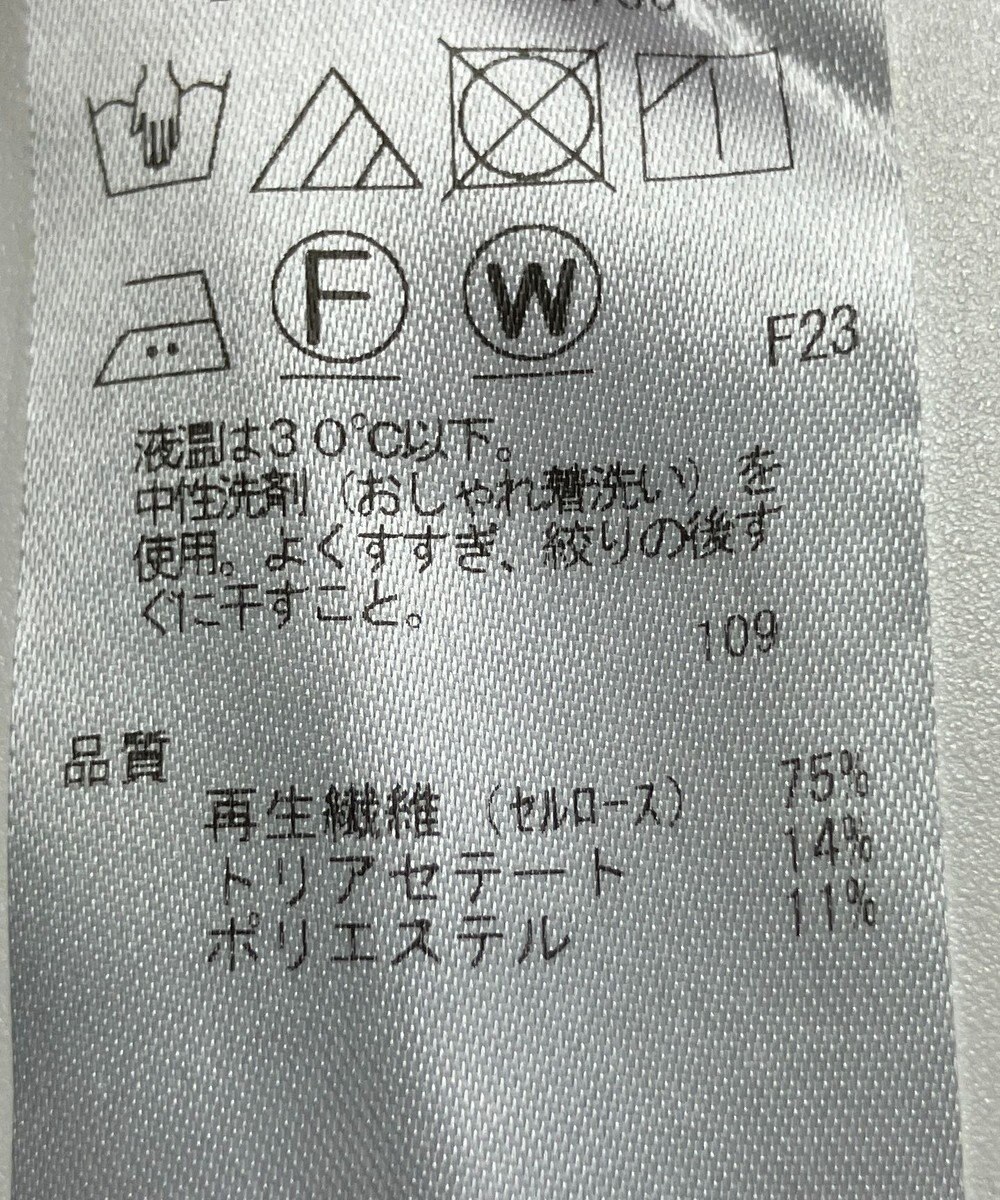 F W
F23
液温は30℃以下。
中性洗剤（おしゃれ着洗い）を
使用。よくすすぎ、絞りの後す
ぐに干すこと。
109
品質
再生繊維（セルロース） 75%
トリアセテート 14%
ポリエステル 11%